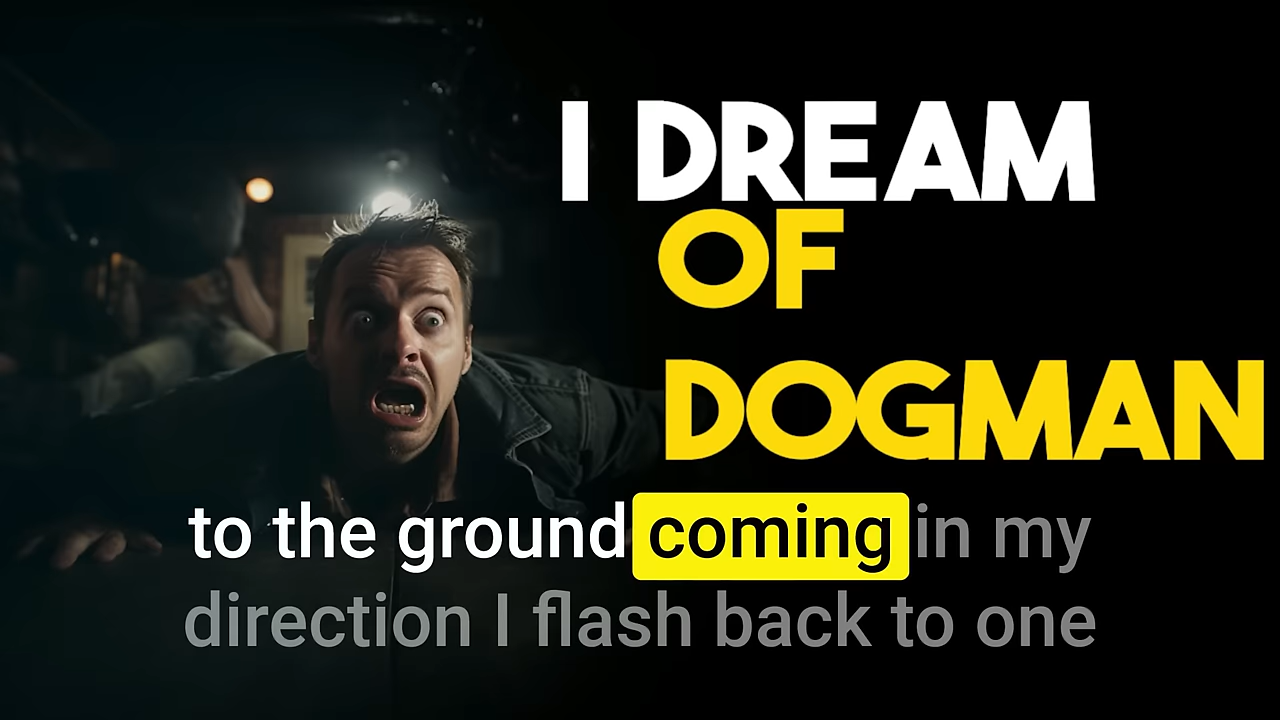 I DREAM
OF
DOGMAN
to the ground coming in my
direction I flash back to one